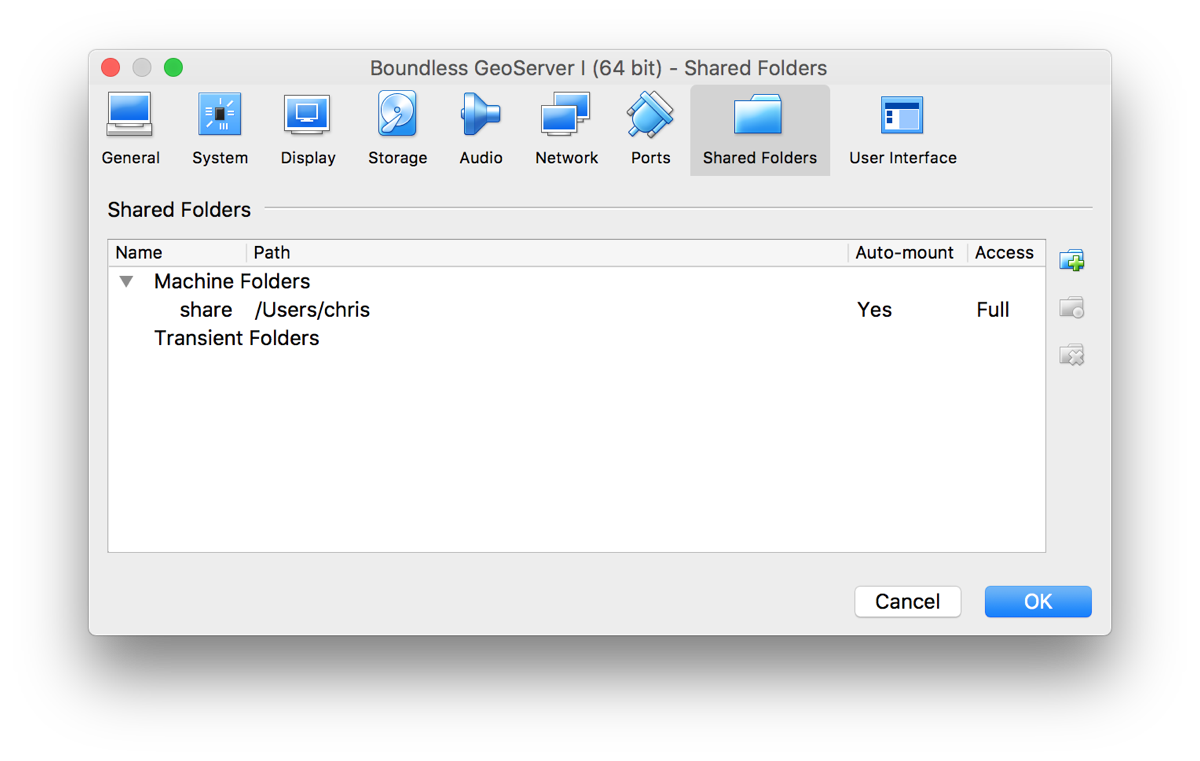 Boundless GeoServer I (64 bit) - Shared Folders
General System Display Storage Audio Network Ports Shared Folders User Interface
Shared Folders
Name Path Auto-mount Access
Machine Folders
share /Users/chris Yes Full
Transient Folders
Cancel OK